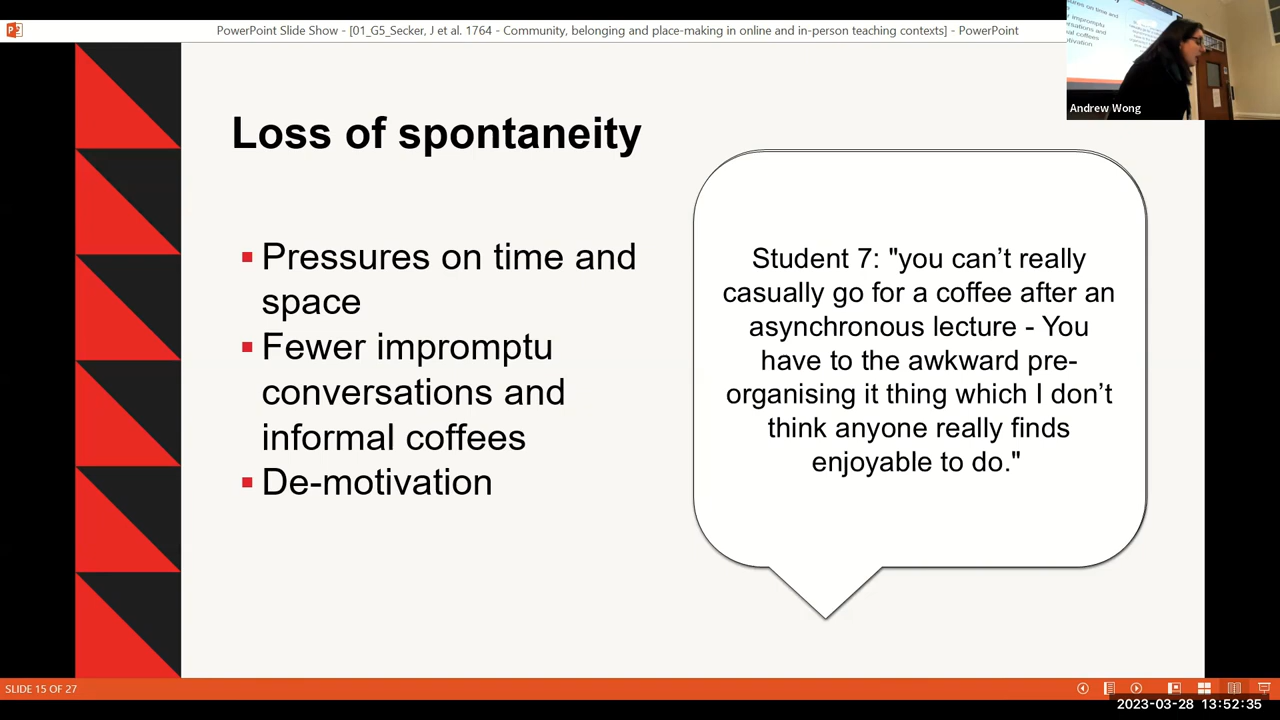 PowerPoint Slide Show - [01_C5_Secker, J et al. 1764 - Community, belonging and place-making in online and in-person teaching contexts] - PowerPoint
Andrew Wong
Loss of spontaneity
Pressures on time and
space
Fewer impromptu
conversations and
informal coffees
De-motivation
Student 7: "you can’t really
casually go for a coffee after an
asynchronous lecture - You
have to the awkward pre-
organising it thing which I don’t
think anyone really finds
enjoyable to do."
SLIDE 15 OF 27
2023-03-28 13:52:35